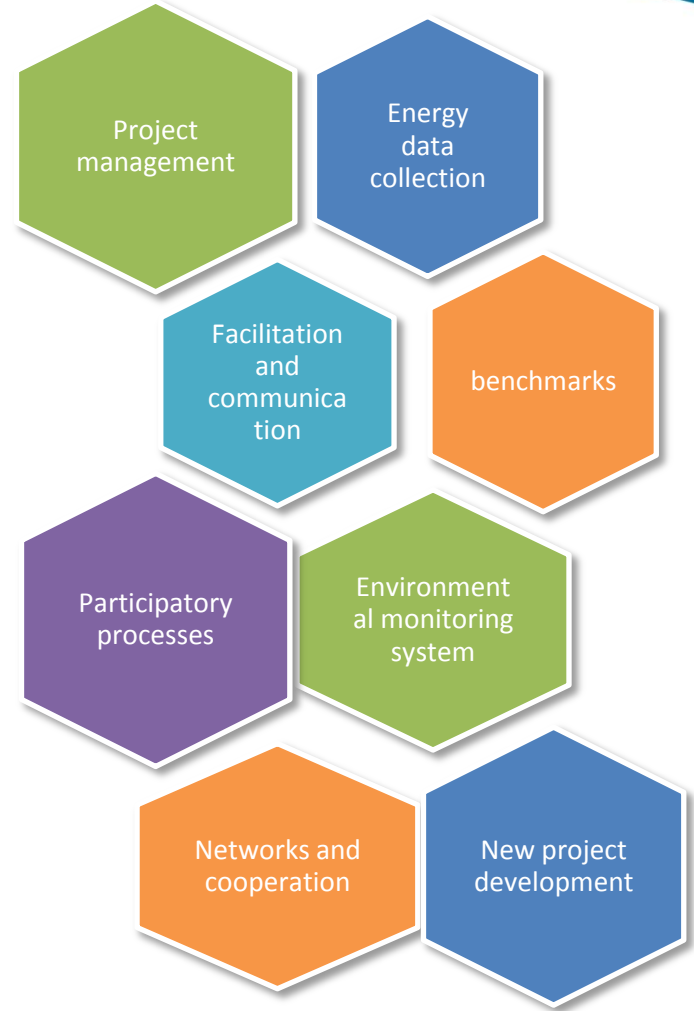 Project
management
Energy
data
collection
Facilitation
and
communica
tion
benchmarks
Participatory
processes
Environment
al monitoring
system
Networks and
cooperation
New project
development